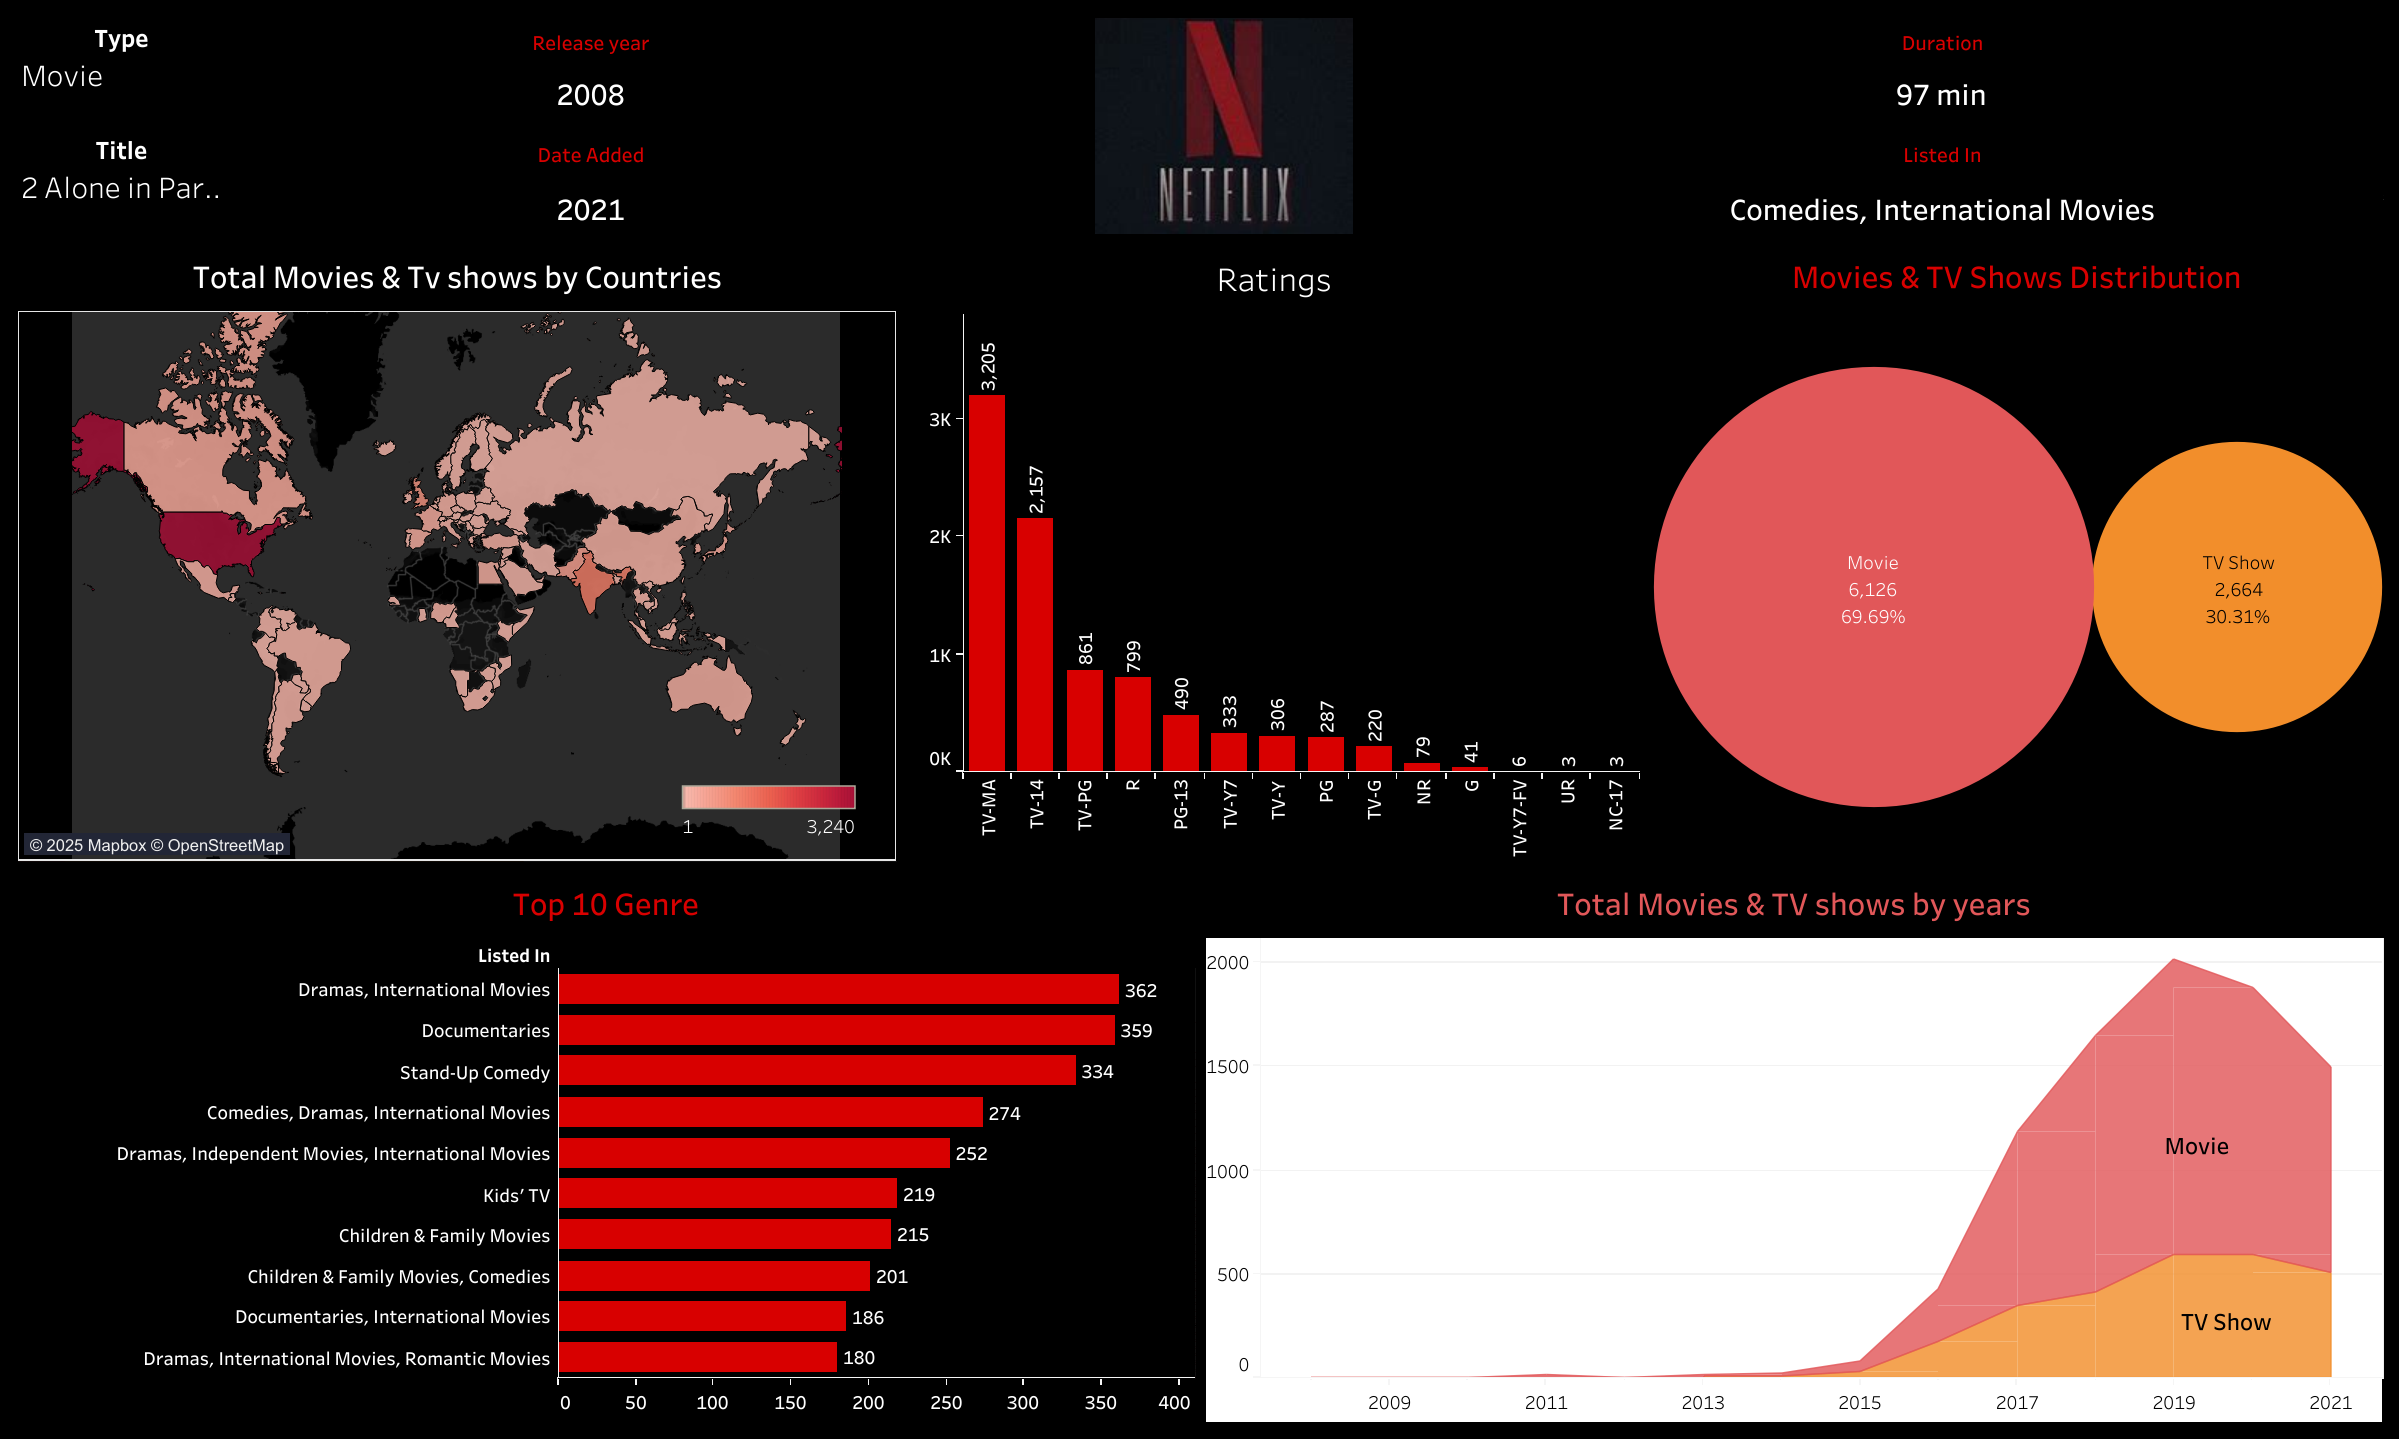 Type
Movie
Release year
2008
Duration
97 min
Title
2 Alone in Par..
Date Added
2021
NETFLIX
Listed In
Comedies, International Movies
Total Movies & Tv shows by Countries
1
3,240
© 2025 Mapbox © OpenStreetMap
Ratings
3K
2K
1K
0K
3,205
2,157
861
799
490
333
306
287
220
79
41
6
3
3
TV-MA
TV-14
TV-PG
R
PG-13
TV-Y7
TV-Y
PG
TV-G
NR
G
TV-Y7-FV
UR
NC-17
Movies & TV Shows Distribution
Movie
6,126
69.69%
TV Show
2,664
30.31%
Top 10 Genre
Listed In
Dramas, International Movies 362
Documentaries 359
Stand-Up Comedy 334
Comedies, Dramas, International Movies 274
Dramas, Independent Movies, International Movies 252
Kids' TV 219
Children & Family Movies 215
Children & Family Movies, Comedies 201
Documentaries, International Movies 186
Dramas, International Movies, Romantic Movies 180
0 50 100 150 200 250 300 350 400
Total Movies & TV shows by years
2000
1500
1000
500
0
Movie
TV Show
2009 2011 2013 2015 2017 2019 2021